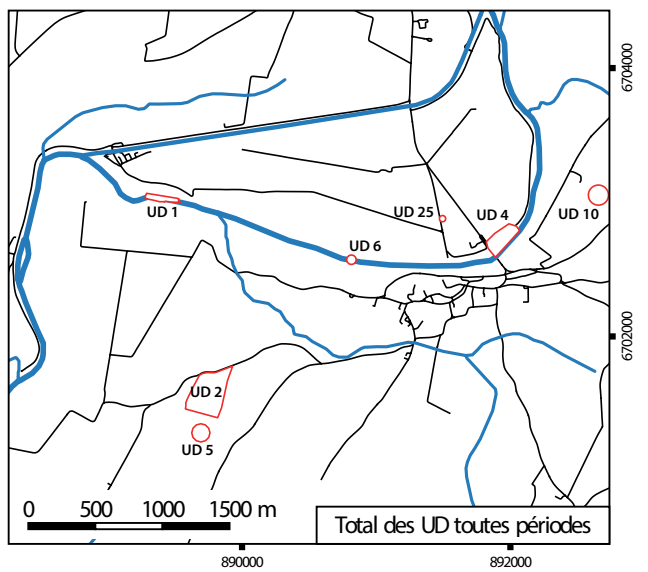 6704000
UD 1
UD 25
UD 4
UD 10
UD 6
6702000
UD 2
UD 5
0 500 1000 1500 m
Total des UD toutes périodes
890000 892000